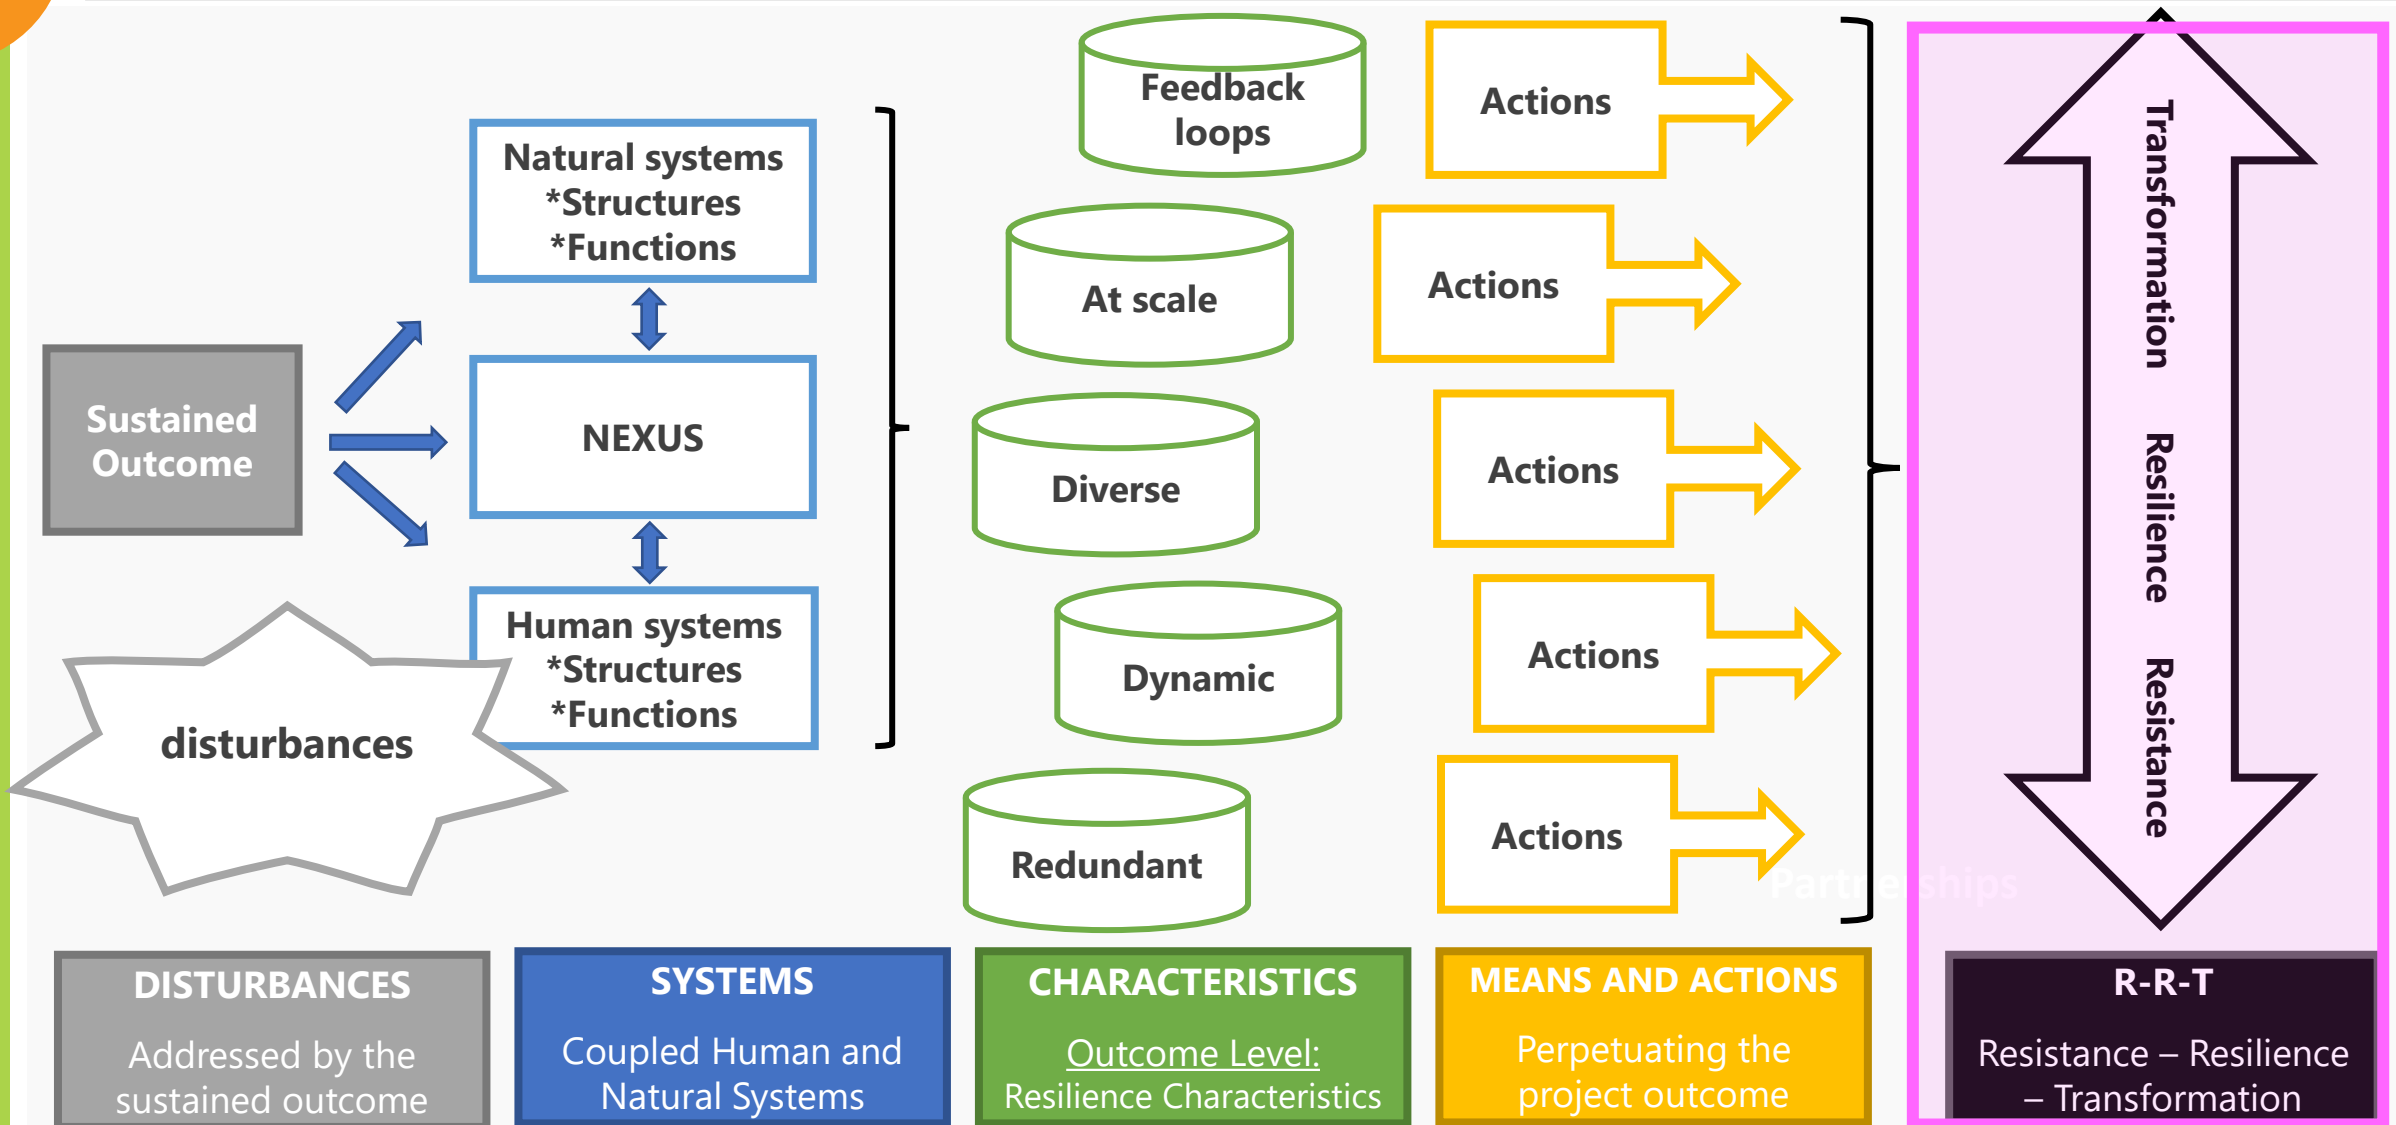 Sustained
Outcome
disturbances
Natural systems
*Structures
*Functions
NEXUS
Human systems
*Structures
*Functions
Feedback
loops
At scale
Diverse
Dynamic
Redundant
Actions
Actions
Actions
Actions
Actions
Partnerships
Transformation Resilience Resistance
DISTURBANCES
Addressed by the
sustained outcome
SYSTEMS
Coupled Human and
Natural Systems
CHARACTERISTICS
Outcome Level:
Resilience Characteristics
MEANS AND ACTIONS
Perpetuating the
project outcome
R-R-T
Resistance – Resilience
– Transformation